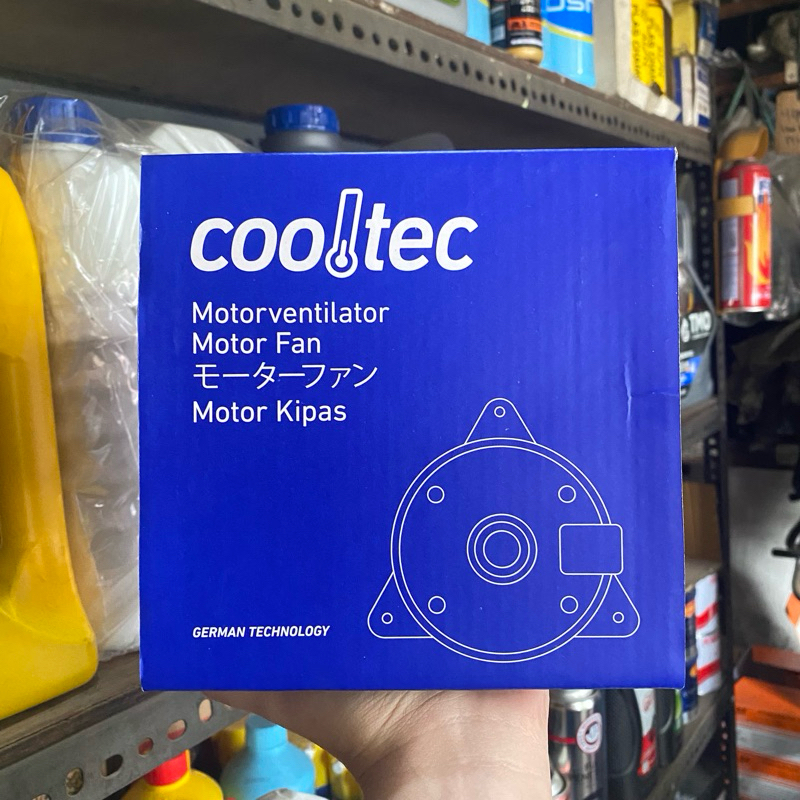 cooltec
Motorventilator
Motor Fan
モーターファン
Motor Kipas
GERMAN TECHNOLOGY